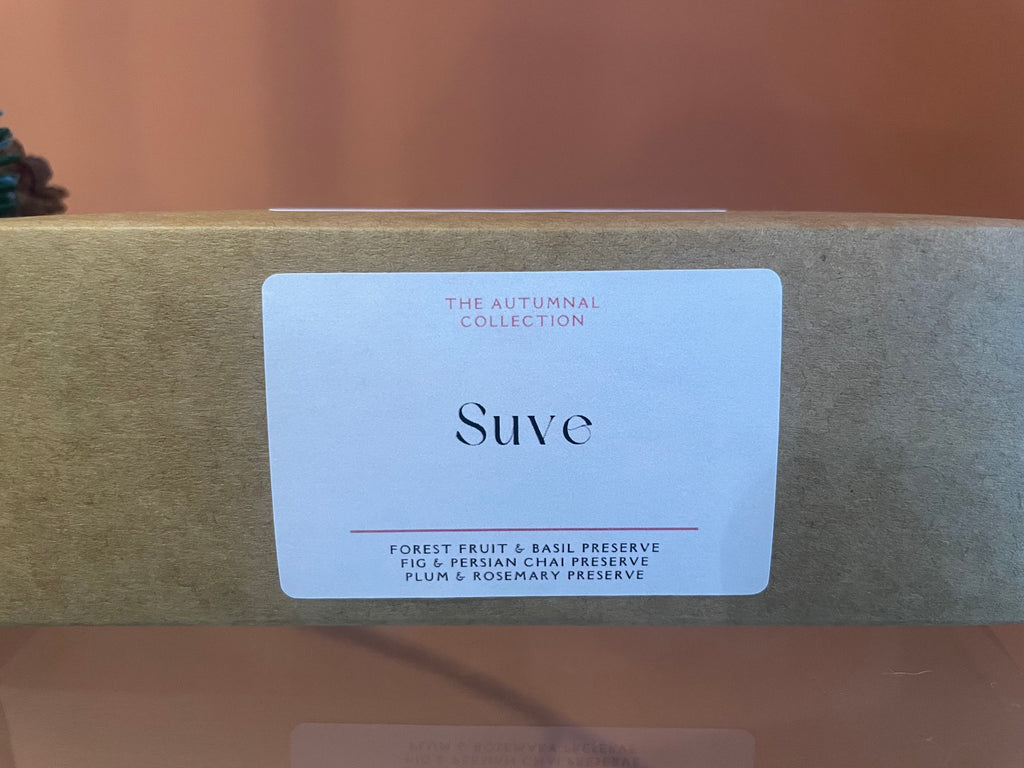 THE AUTUMNAL
COLLECTION
Suve
FOREST FRUIT & BASIL PRESERVE
FIG & PERSIAN CHAI PRESERVE
PLUM & ROSEMARY PRESERVE